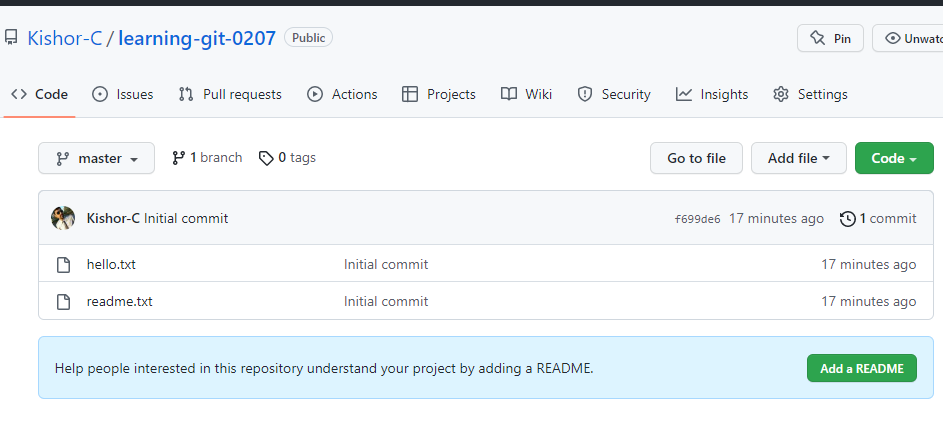 Kishor-C / learning-git-0207 Public Pin Unwatc
Code Issues Pull requests Actions Projects Wiki Security Insights Settings
master 1 branch 0 tags Go to file Add file Code
Kishor-C Initial commit f699de6 17 minutes ago 1 commit
hello.txt Initial commit 17 minutes ago
readme.txt Initial commit 17 minutes ago
Help people interested in this repository understand your project by adding a README. Add a README